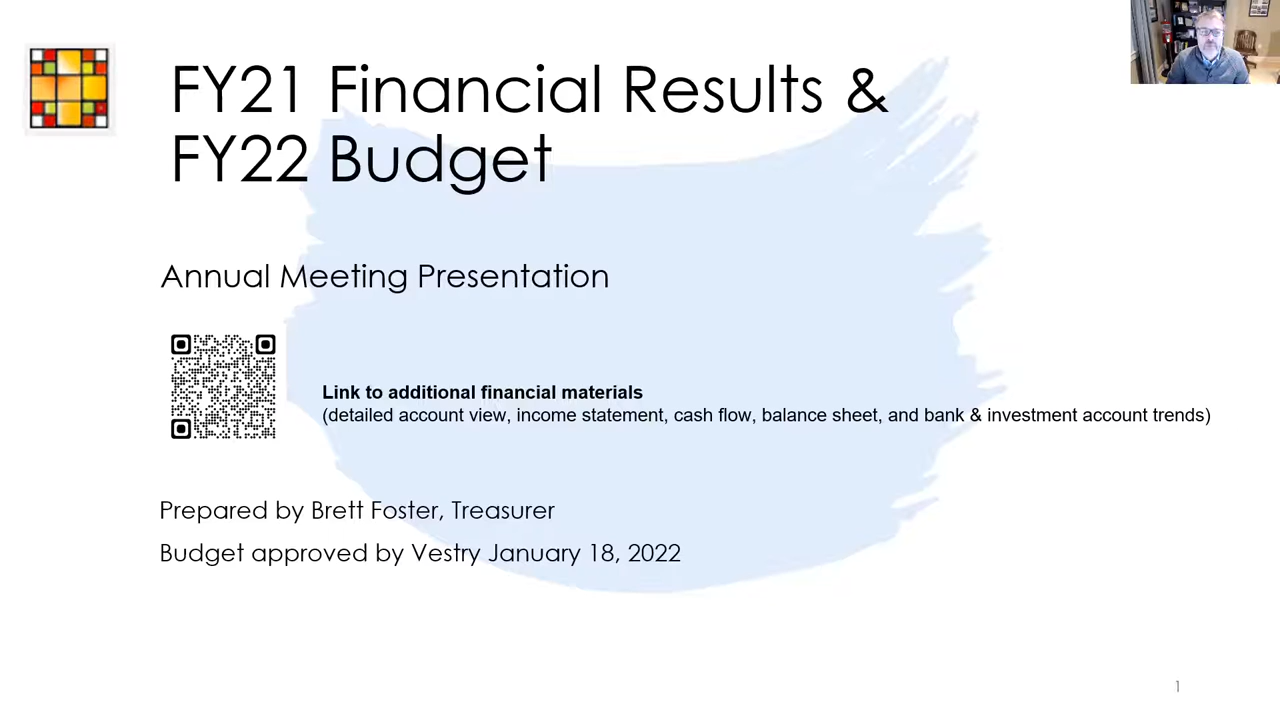 FY21 Financial Results &
FY22 Budget
Annual Meeting Presentation
Link to additional financial materials
(detailed account view, income statement, cash flow, balance sheet, and bank & investment account trends)
Prepared by Brett Foster, Treasurer
Budget approved by Vestry January 18, 2022
1